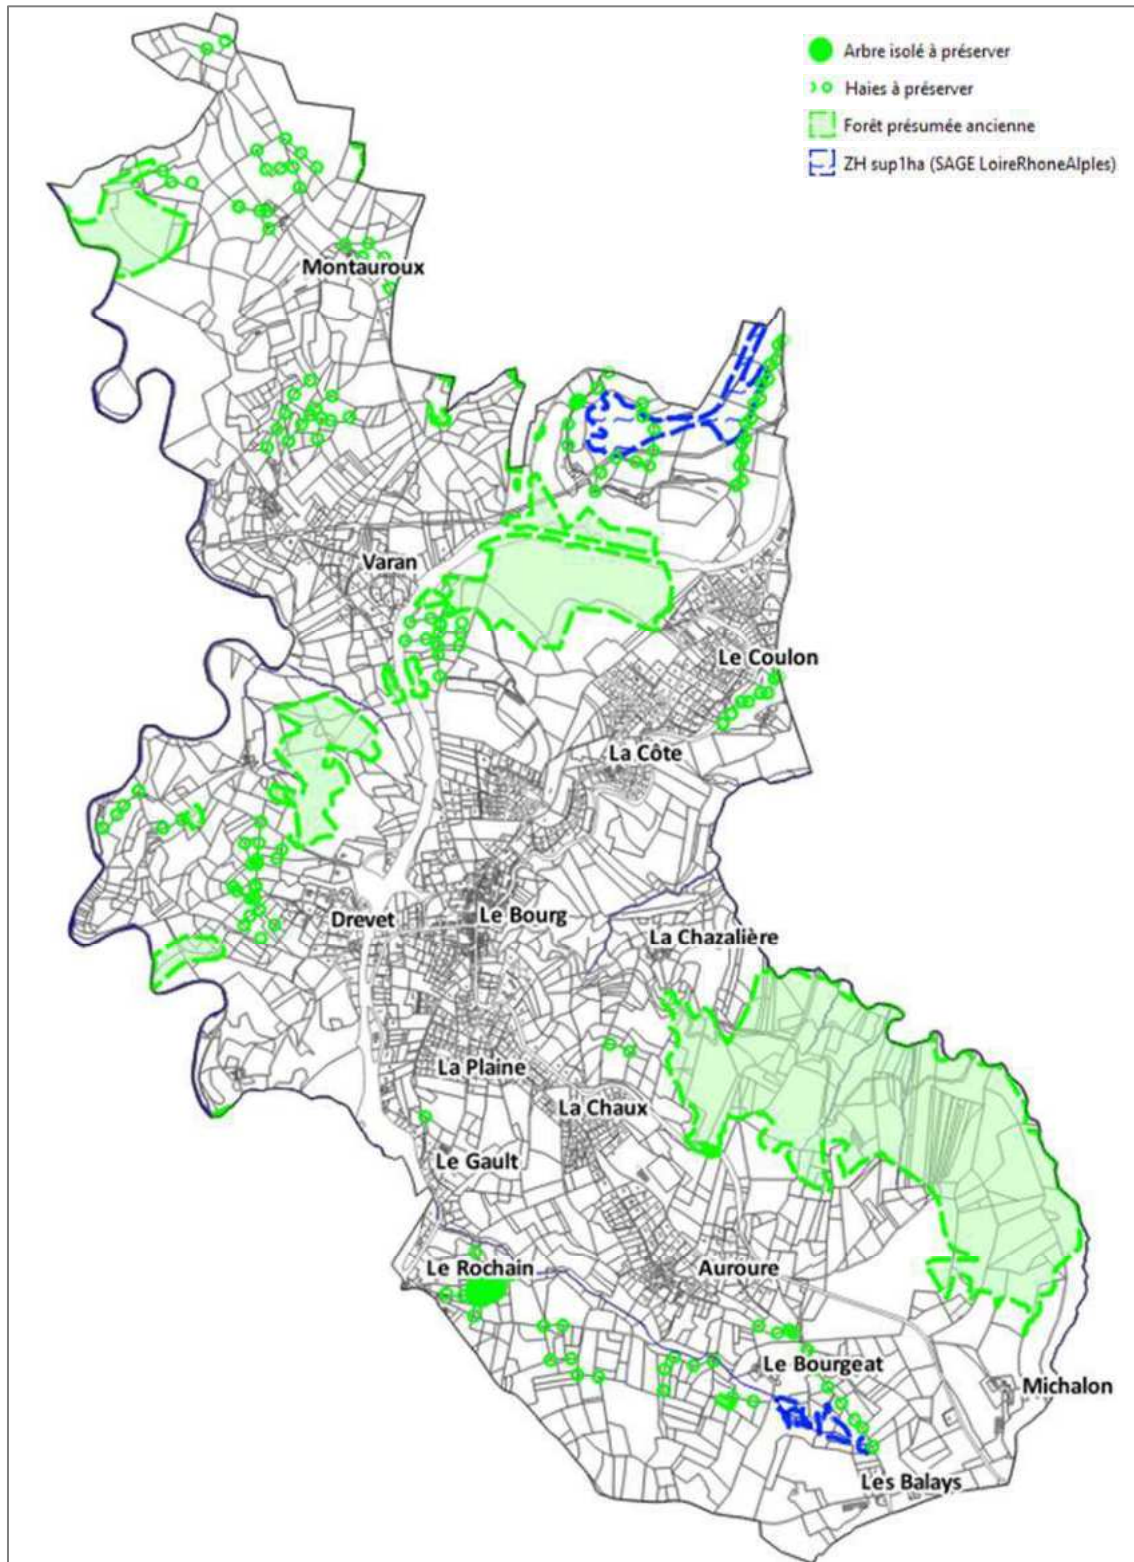 Arbre isolé à préserver
Haies à préserver
Forêt présumée ancienne
ZH sup1ha (SAGE LoireRhoneAlples)
Montauroux
Varan
Le Coulon
La Côte
Drevet
Le Bourg
La Chazalière
La Plaine
La Chaux
Le Gault
Le Rochain
Auroure
Le Bourgeat
Michalon
Les Balays